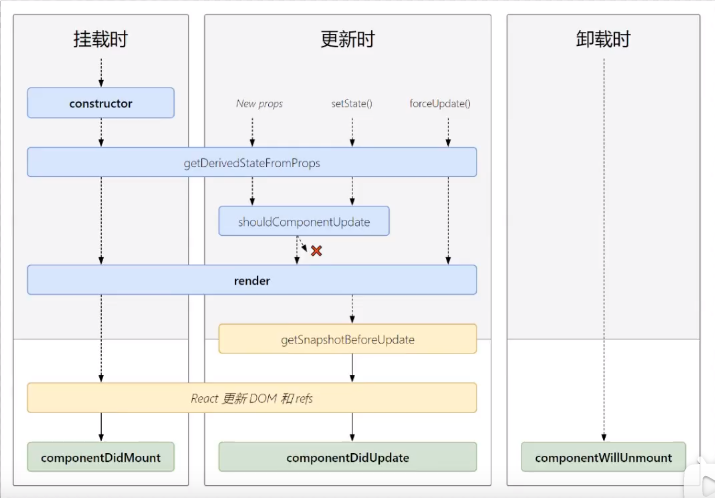 挂载时
更新时
卸载时
constructor
New props
setState()
forceUpdate()
getDerivedStateFromProps
shouldComponentUpdate
render
getSnapshotBeforeUpdate
React 更新 DOM 和 refs
componentDidMount
componentDidUpdate
componentWillUnmount